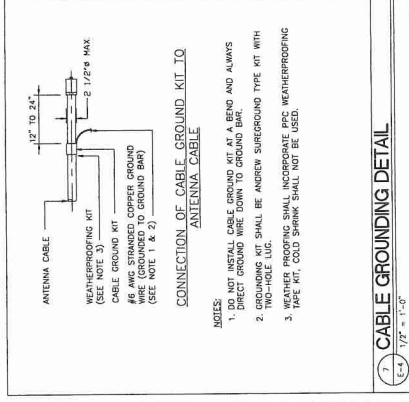 12" TO 24"
2 1/2"ø MAX
ANTENNA CABLE
WEATHERPROOFING KIT
(SEE NOTE 3)
CABLE GROUND KIT
#6 AWG STRANDED COPPER GROUND
WIRE (GROUNDED TO GROUND BAR)
(SEE NOTE 1 & 2)
CONNECTION OF CABLE GROUND KIT TO
ANTENNA CABLE
NOTES:
1. DO NOT INSTALL CABLE GROUND KIT AT A BEND AND ALWAYS
DIRECT GROUND WIRE DOWN TO GROUND BAR.
2. GROUNDING KIT SHALL BE ANDREW SUREGROUND TYPE KIT WITH
TWO-HOLE LUG.
3. WEATHER PROOFING SHALL INCORPORATE PPC WEATHERPROOFING
TAPE KIT, COLD SHRINK SHALL NOT BE USED.
7
E-4
CABLE GROUNDING DETAIL
1/2" = 1'-0"